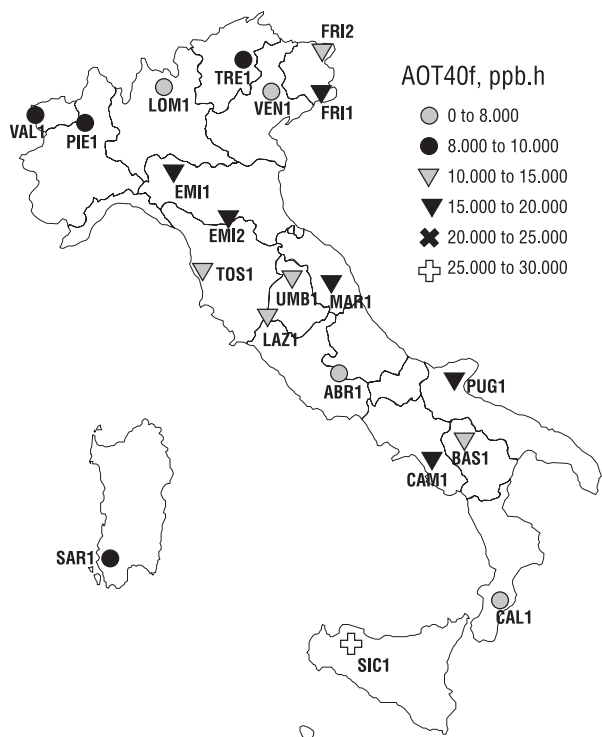 FRI2
AOT40f, ppb.h
TRE1
LOM1
VEN1
FRI1
0 to 8.000
VAL1
PIE1
8.000 to 10.000
10.000 to 15.000
EMI1
15.000 to 20.000
EMI2
20.000 to 25.000
TOS1
25.000 to 30.000
UMB1
MAR1
LAZ1
ABR1
PUG1
BAS1
CAM1
SAR1
CAL1
SIC1